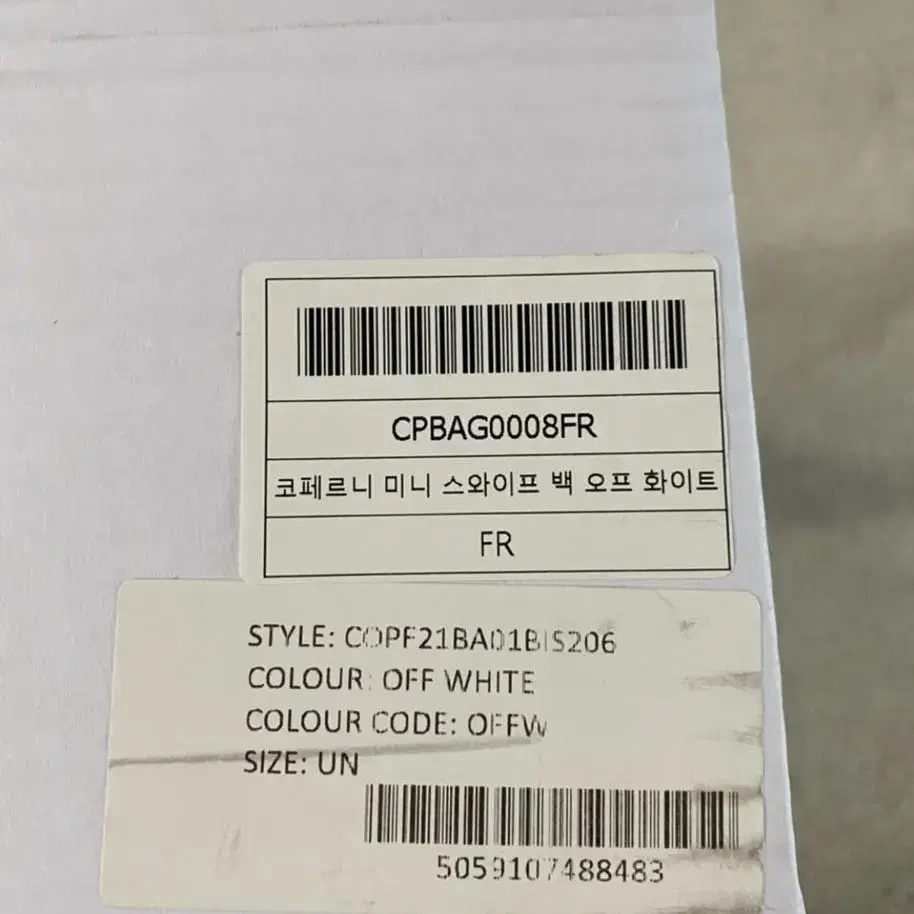 CPBAG0008FR
코페르니 미니 스와이프 백 오프 화이트
FR
STYLE: COPF21BA01BIS206
COLOUR: OFF WHITE
COLOUR CODE: OFFW
SIZE: UN
5059107488483